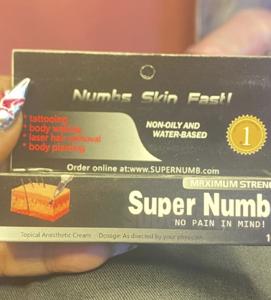 Numbs Skin Fast!
* tattooing
* body waxing
* laser hair removal
* body piercing
NON-OILY AND
WATER-BASED
1
Order online at:www.SUPERNUMB.com
MAXIMUM STREN
Super Numb
NO PAIN IN MIND!
Topical Anesthetic Cream - Dosage: As directed by your physician.
1